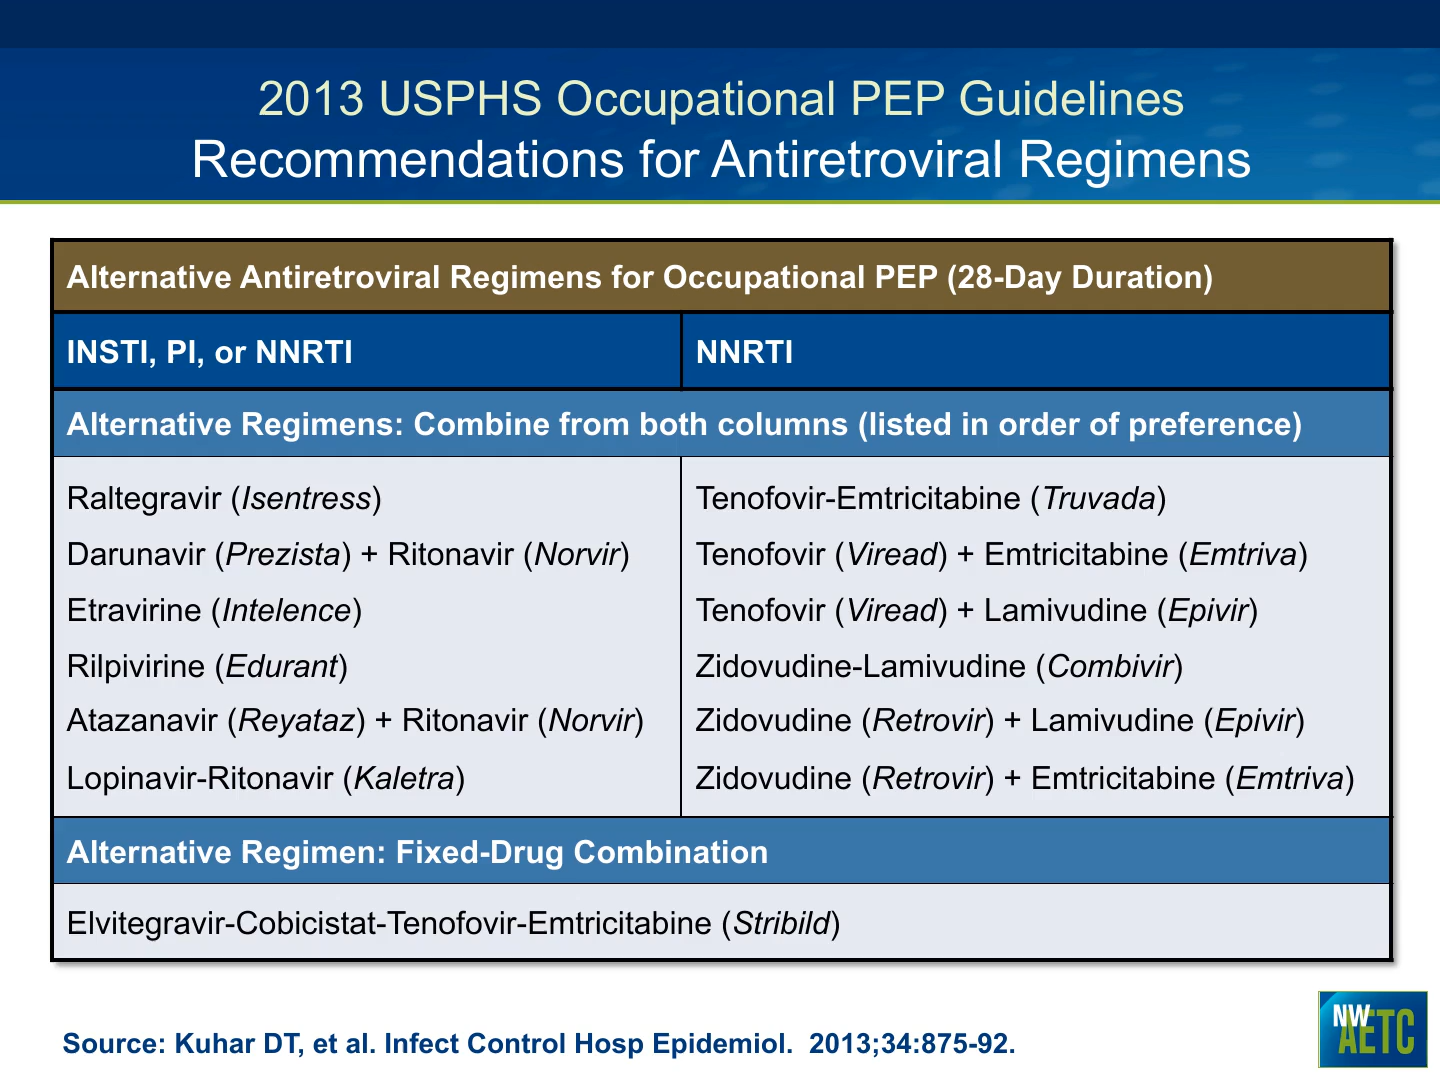 2013 USPHS Occupational PEP Guidelines
Recommendations for Antiretroviral Regimens
Alternative Antiretroviral Regimens for Occupational PEP (28-Day Duration)
INSTI, PI, or NNRTI
NNRTI
Alternative Regimens: Combine from both columns (listed in order of preference)
Raltegravir (Isentress)
Tenofovir-Emtricitabine (Truvada)
Darunavir (Prezista) + Ritonavir (Norvir)
Tenofovir (Viread) + Emtricitabine (Emtriva)
Etravirine (Intelence)
Tenofovir (Viread) + Lamivudine (Epivir)
Rilpivirine (Edurant)
Zidovudine-Lamivudine (Combivir)
Atazanavir (Reyataz) + Ritonavir (Norvir)
Zidovudine (Retrovir) + Lamivudine (Epivir)
Lopinavir-Ritonavir (Kaletra)
Zidovudine (Retrovir) + Emtricitabine (Emtriva)
Alternative Regimen: Fixed-Drug Combination
Elvitegravir-Cobicistat-Tenofovir-Emtricitabine (Stribild)
Source: Kuhar DT, et al. Infect Control Hosp Epidemiol.  2013;34:875-92.
NW
AETC